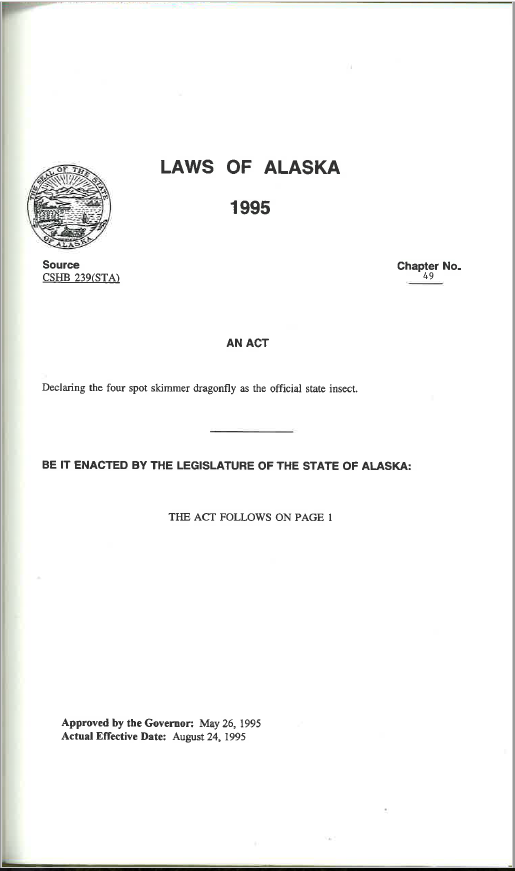 LAWS OF ALASKA
1995
THE SEAL OF THE STATE OF ALASKA
Source
CSHB 239(STA)
Chapter No.
49
AN ACT
Declaring the four spot skimmer dragonfly as the official state insect.
BE IT ENACTED BY THE LEGISLATURE OF THE STATE OF ALASKA:
THE ACT FOLLOWS ON PAGE 1
Approved by the Governor: May 26, 1995
Actual Effective Date: August 24, 1995